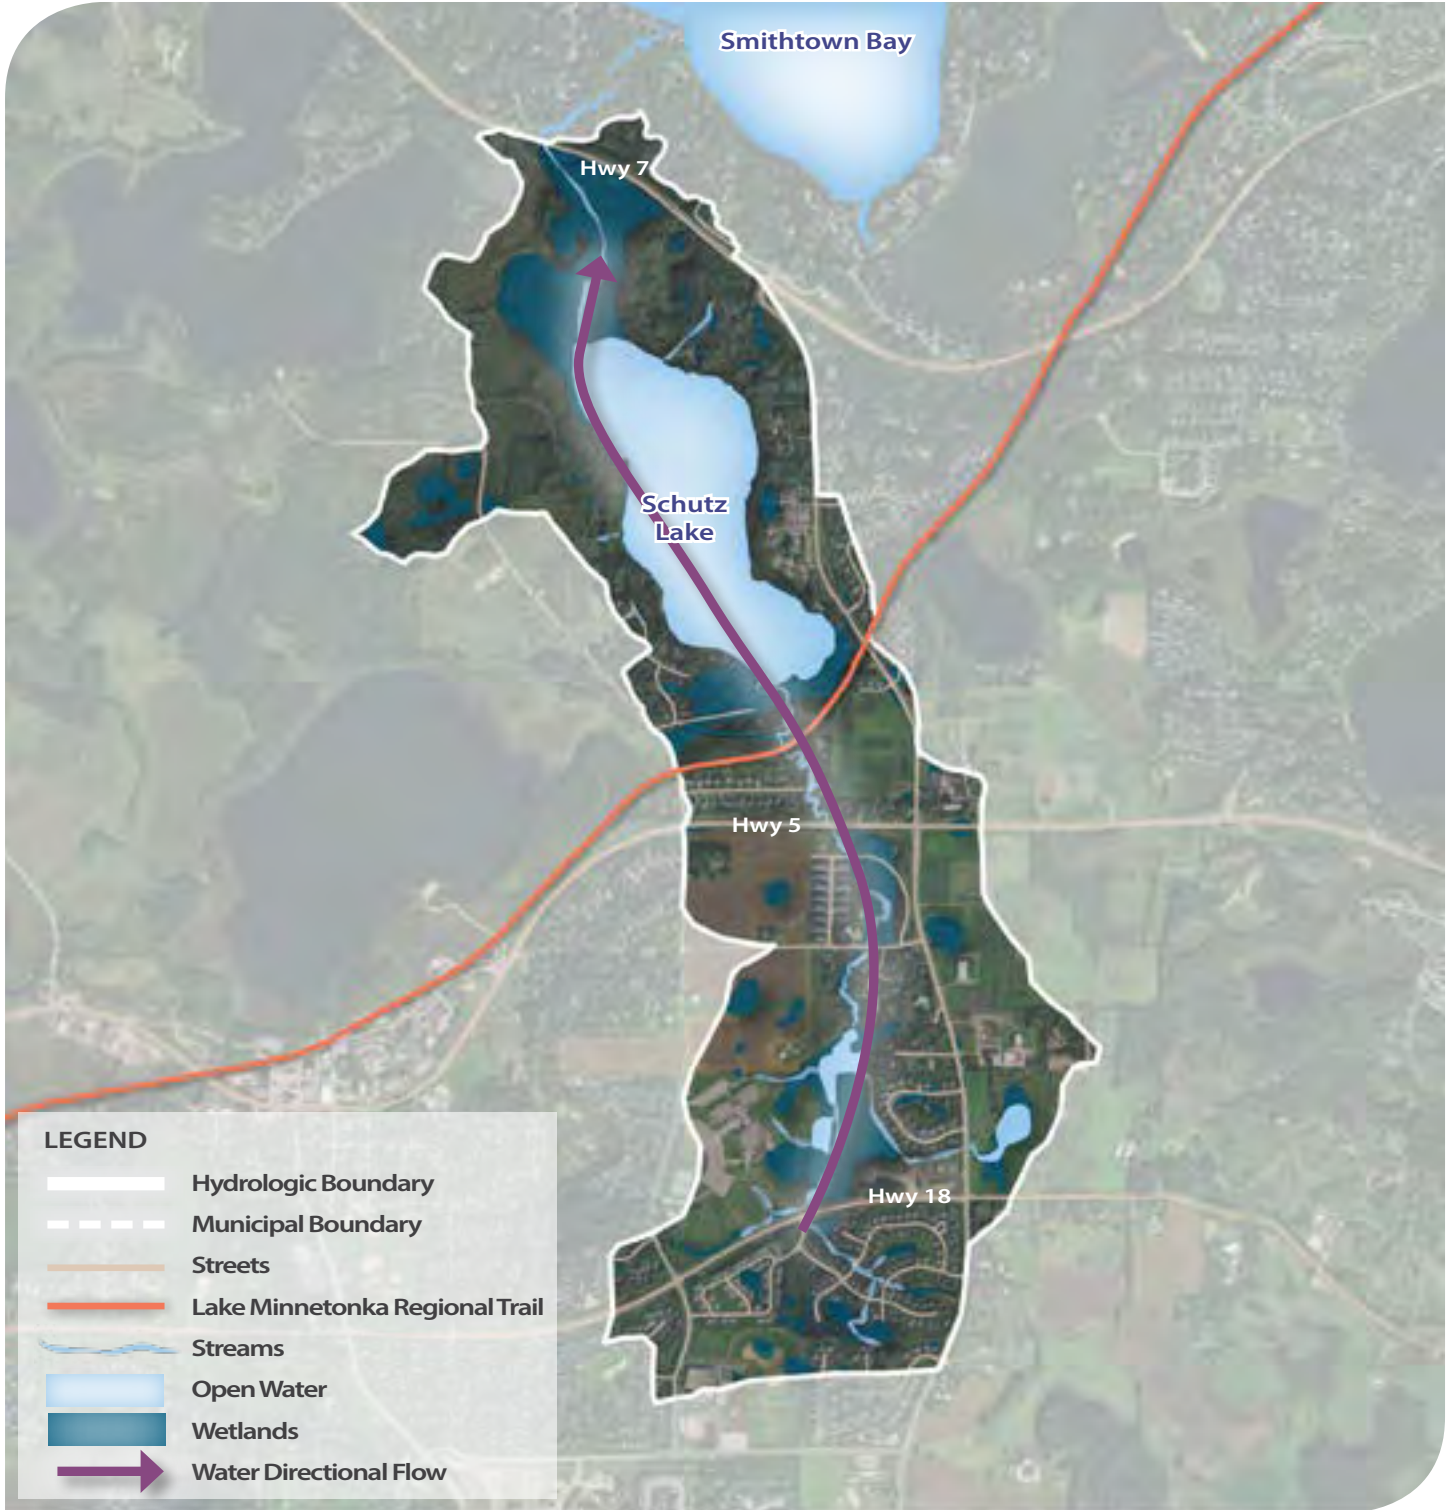 Smithtown Bay
Hwy 7
Schutz
Lake
Hwy 5
Hwy 18
LEGEND
Hydrologic Boundary
Municipal Boundary
Streets
Lake Minnetonka Regional Trail
Streams
Open Water
Wetlands
Water Directional Flow